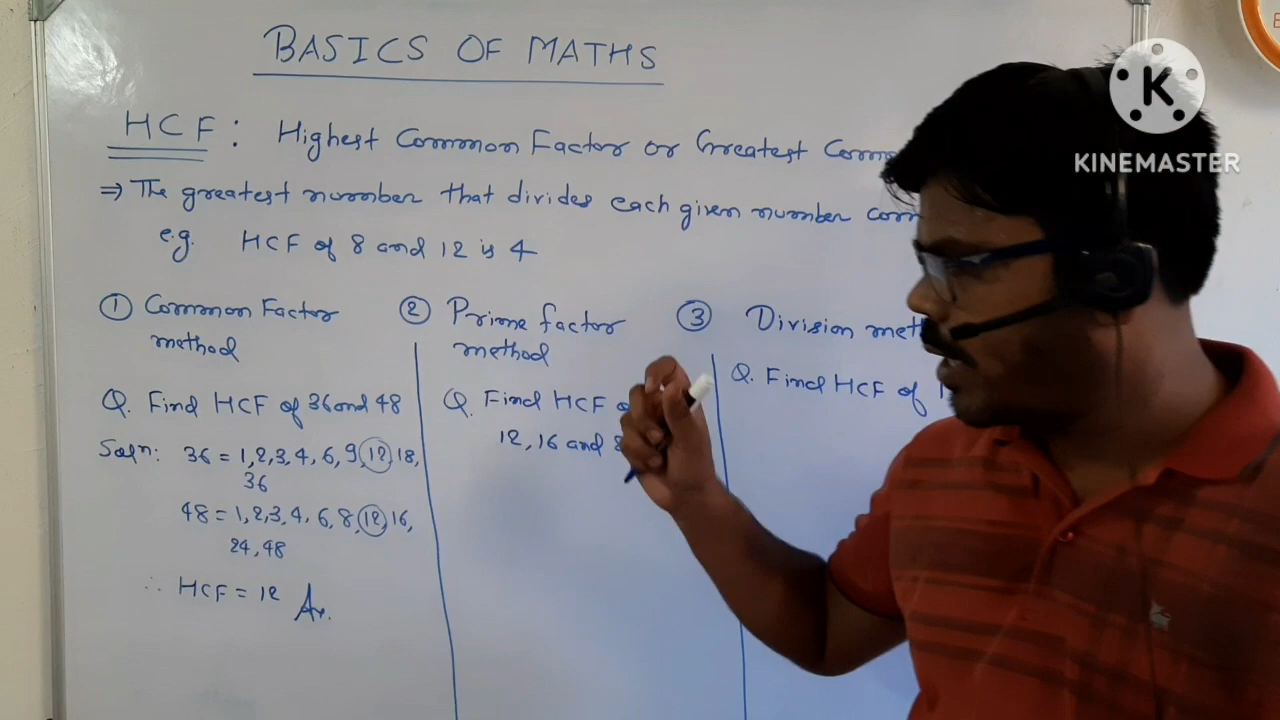 BASICS OF MATHS
HCF : Highest Common Factor or Greatest Comm
⇒ The greatest number that divides each given number com
e.g. HCF of 8 and 12 is 4
① Common Factor
method
Q. Find HCF of 36 and 48
Soln: 36 = 1,2,3,4,6,9,12,18,
36
48 = 1,2,3,4,6,8,12,16,
24,48
∴ HCF = 12 Ans.
② Prime factor
method
Q. Find HCF o
12, 16 and
③ Division meth
Q. Find HCF of 1
K
KINEMASTER